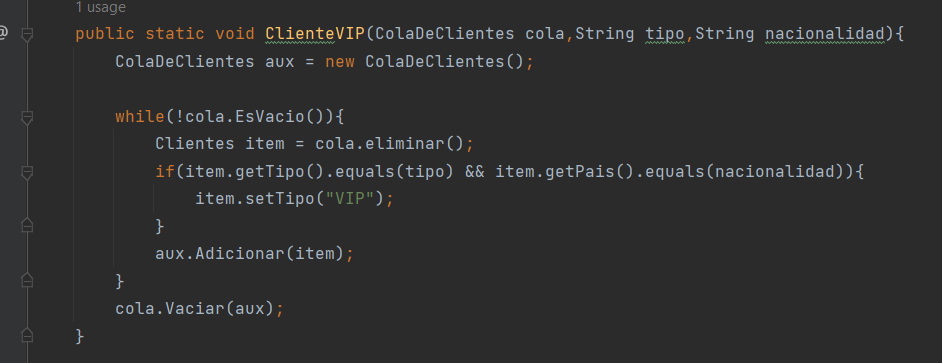 1 usage
@
public static void ClienteVIP(ColaDeClientes cola,String tipo,String nacionalidad){
ColaDeClientes aux = new ColaDeClientes();
while(!cola.EsVacio()){
Clientes item = cola.eliminar();
if(item.getTipo().equals(tipo) && item.getPais().equals(nacionalidad)){
item.setTipo("VIP");
}
aux.Adicionar(item);
}
cola.Vaciar(aux);
}